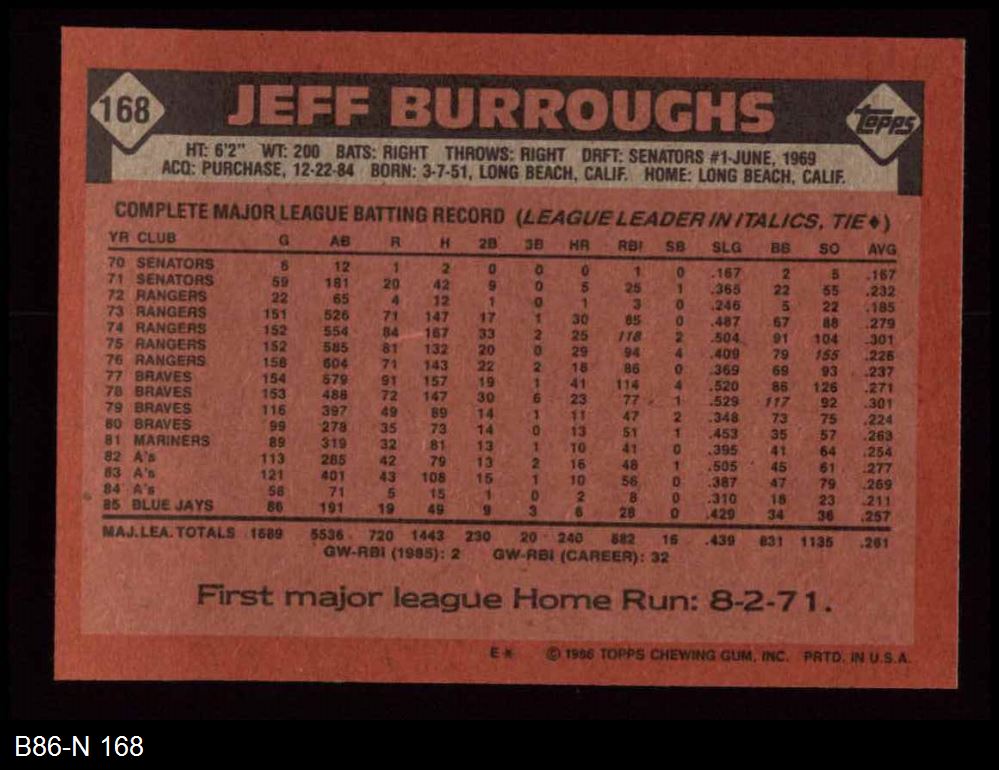 168
JEFF BURROUGHS
Topps
HT: 6'2" WT: 200 BATS: RIGHT THROWS: RIGHT DRFT: SENATORS #1-JUNE, 1969
ACQ: PURCHASE, 12-22-84 BORN: 3-7-51, LONG BEACH, CALIF. HOME: LONG BEACH, CALIF.
COMPLETE MAJOR LEAGUE BATTING RECORD (LEAGUE LEADER IN ITALICS, TIE♦)
YR CLUB G AB R H 2B 3B HR RBI SB SLG BB SO AVG
70 SENATORS 6 12 1 2 0 0 0 1 0 .167 2 5 .167
71 SENATORS 59 181 20 42 9 0 5 25 1 .365 22 55 .232
72 RANGERS 22 65 4 12 1 0 1 3 0 .246 5 22 .185
73 RANGERS 151 526 71 147 17 1 30 85 0 .487 67 88 .279
74 RANGERS 152 554 84 167 33 2 25 118 2 .504 91 104 .301
75 RANGERS 152 585 81 132 20 0 29 94 4 .409 79 155 .226
76 RANGERS 158 604 71 143 22 2 18 86 0 .369 69 93 .237
77 BRAVES 154 579 91 157 19 1 41 114 4 .520 86 126 .271
78 BRAVES 153 488 72 147 30 6 23 77 1 .529 117 92 .301
79 BRAVES 116 397 49 89 14 1 11 47 2 .348 73 75 .224
80 BRAVES 99 278 35 73 14 0 13 51 1 .453 35 57 .263
81 MARINERS 89 319 32 81 13 1 10 41 0 .395 41 64 .254
82 A's 113 285 42 79 13 2 16 48 1 .505 45 61 .277
83 A's 121 401 43 108 15 1 10 56 0 .387 47 79 .269
84 A's 58 71 5 15 1 0 2 8 0 .310 18 23 .211
85 BLUE JAYS 86 191 19 49 9 3 6 28 0 .429 34 36 .257
MAJ.LEA. TOTALS 1689 5536 720 1443 230 20 240 882 16 .439 831 1135 .261
GW-RBI (1985): 2 GW-RBI (CAREER): 32
First major league Home Run: 8-2-71.
E* © 1986 TOPPS CHEWING GUM, INC. PRTD. IN U.S.A.
B86-N 168